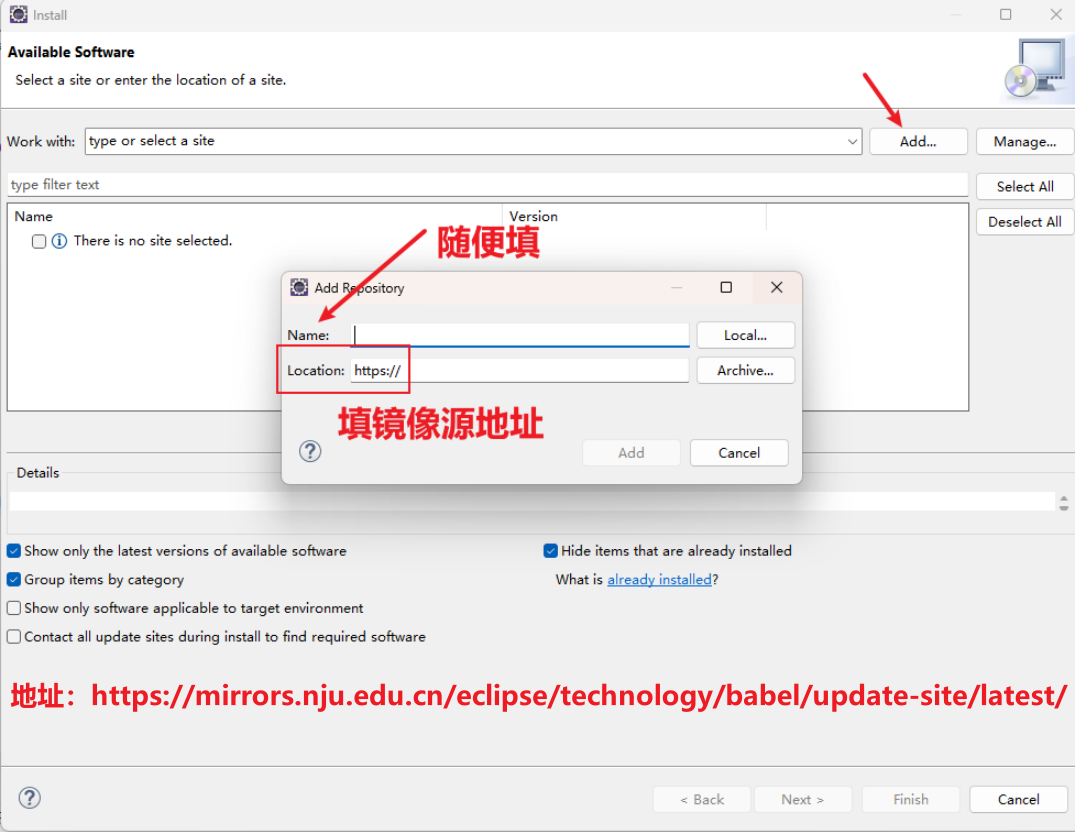 Install
Available Software
Select a site or enter the location of a site.
Work with: type or select a site Add... Manage...
type filter text
Select All
Name Version
Deselect All
There is no site selected.
随便填
Add Repository
Name: Local...
Location: https:// Archive...
填镜像源地址
Add Cancel
Details
Show only the latest versions of available software Hide items that are already installed
Group items by category What is already installed?
Show only software applicable to target environment
Contact all update sites during install to find required software
地址：https://mirrors.nju.edu.cn/eclipse/technology/babel/update-site/latest/
< Back Next > Finish Cancel